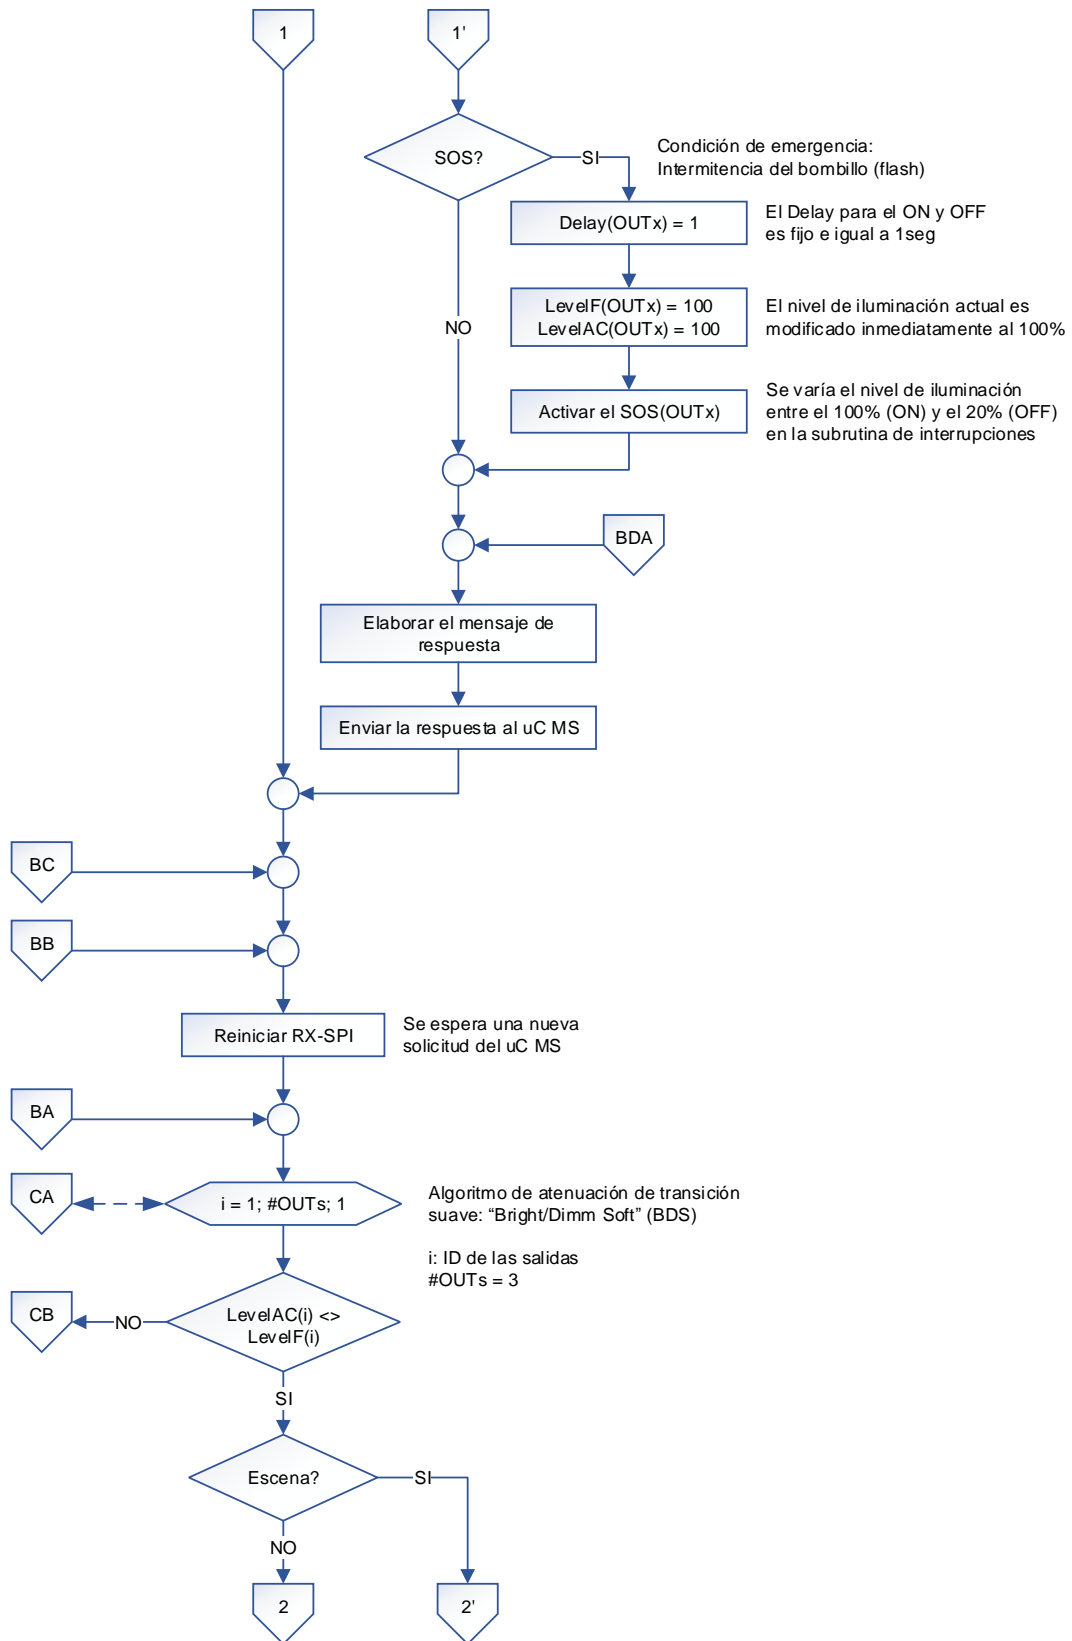 1
1'
SOS?
SI
Condición de emergencia:
Intermitencia del bombillo (flash)
Delay(OUTx) = 1
El Delay para el ON y OFF
es fijo e igual a 1seg
LevelF(OUTx) = 100
LevelAC(OUTx) = 100
El nivel de iluminación actual es
modificado inmediatamente al 100%
NO
Activar el SOS(OUTx)
Se varía el nivel de iluminación
entre el 100% (ON) y el 20% (OFF)
en la subrutina de interrupciones
BDA
Elaborar el mensaje de
respuesta
Enviar la respuesta al uC MS
BC
BB
Reiniciar RX-SPI
Se espera una nueva
solicitud del uC MS
BA
CA
i = 1; #OUTs; 1
Algoritmo de atenuación de transición
suave: “Bright/Dimm Soft” (BDS)
i: ID de las salidas
#OUTs = 3
CB
NO
LevelAC(i) <>
LevelF(i)
SI
Escena?
SI
NO
2
2'